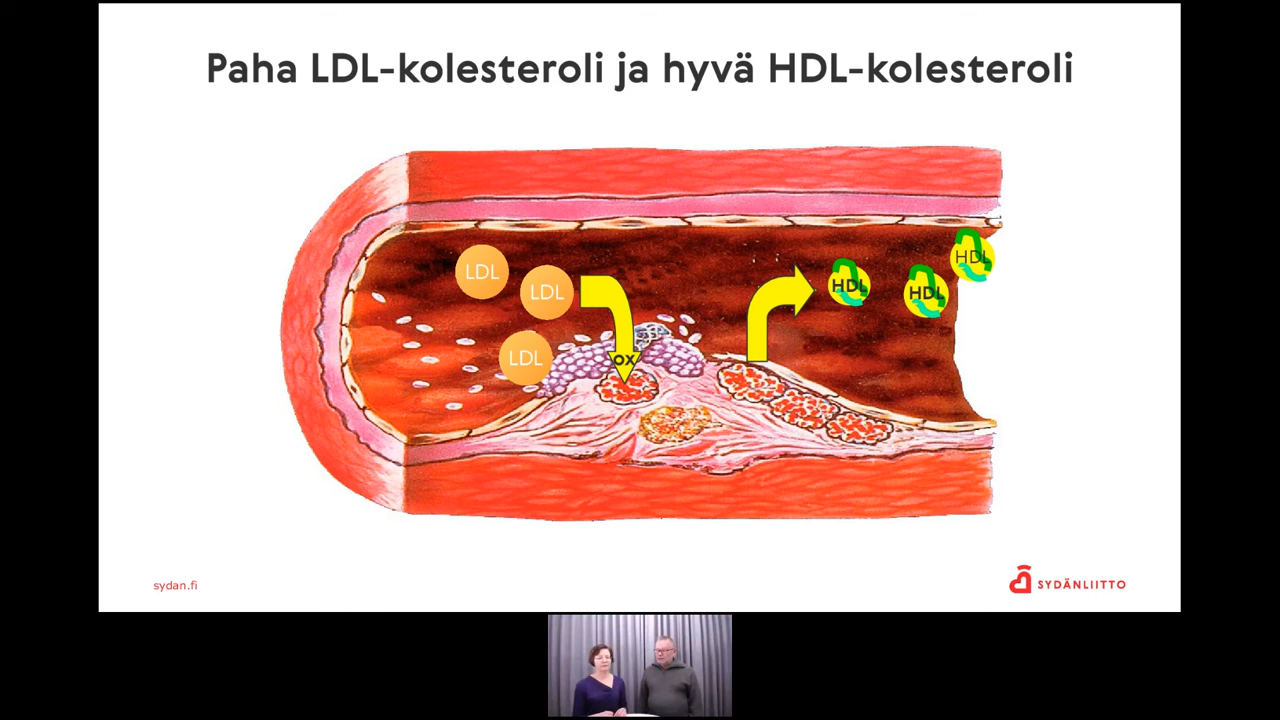 Paha LDL-kolesteroli ja hyvä HDL-kolesteroli
HDL
LDL
LDL
HDL
HDL
LDL
OX
sydan.fi
SYDÄNLIITTO